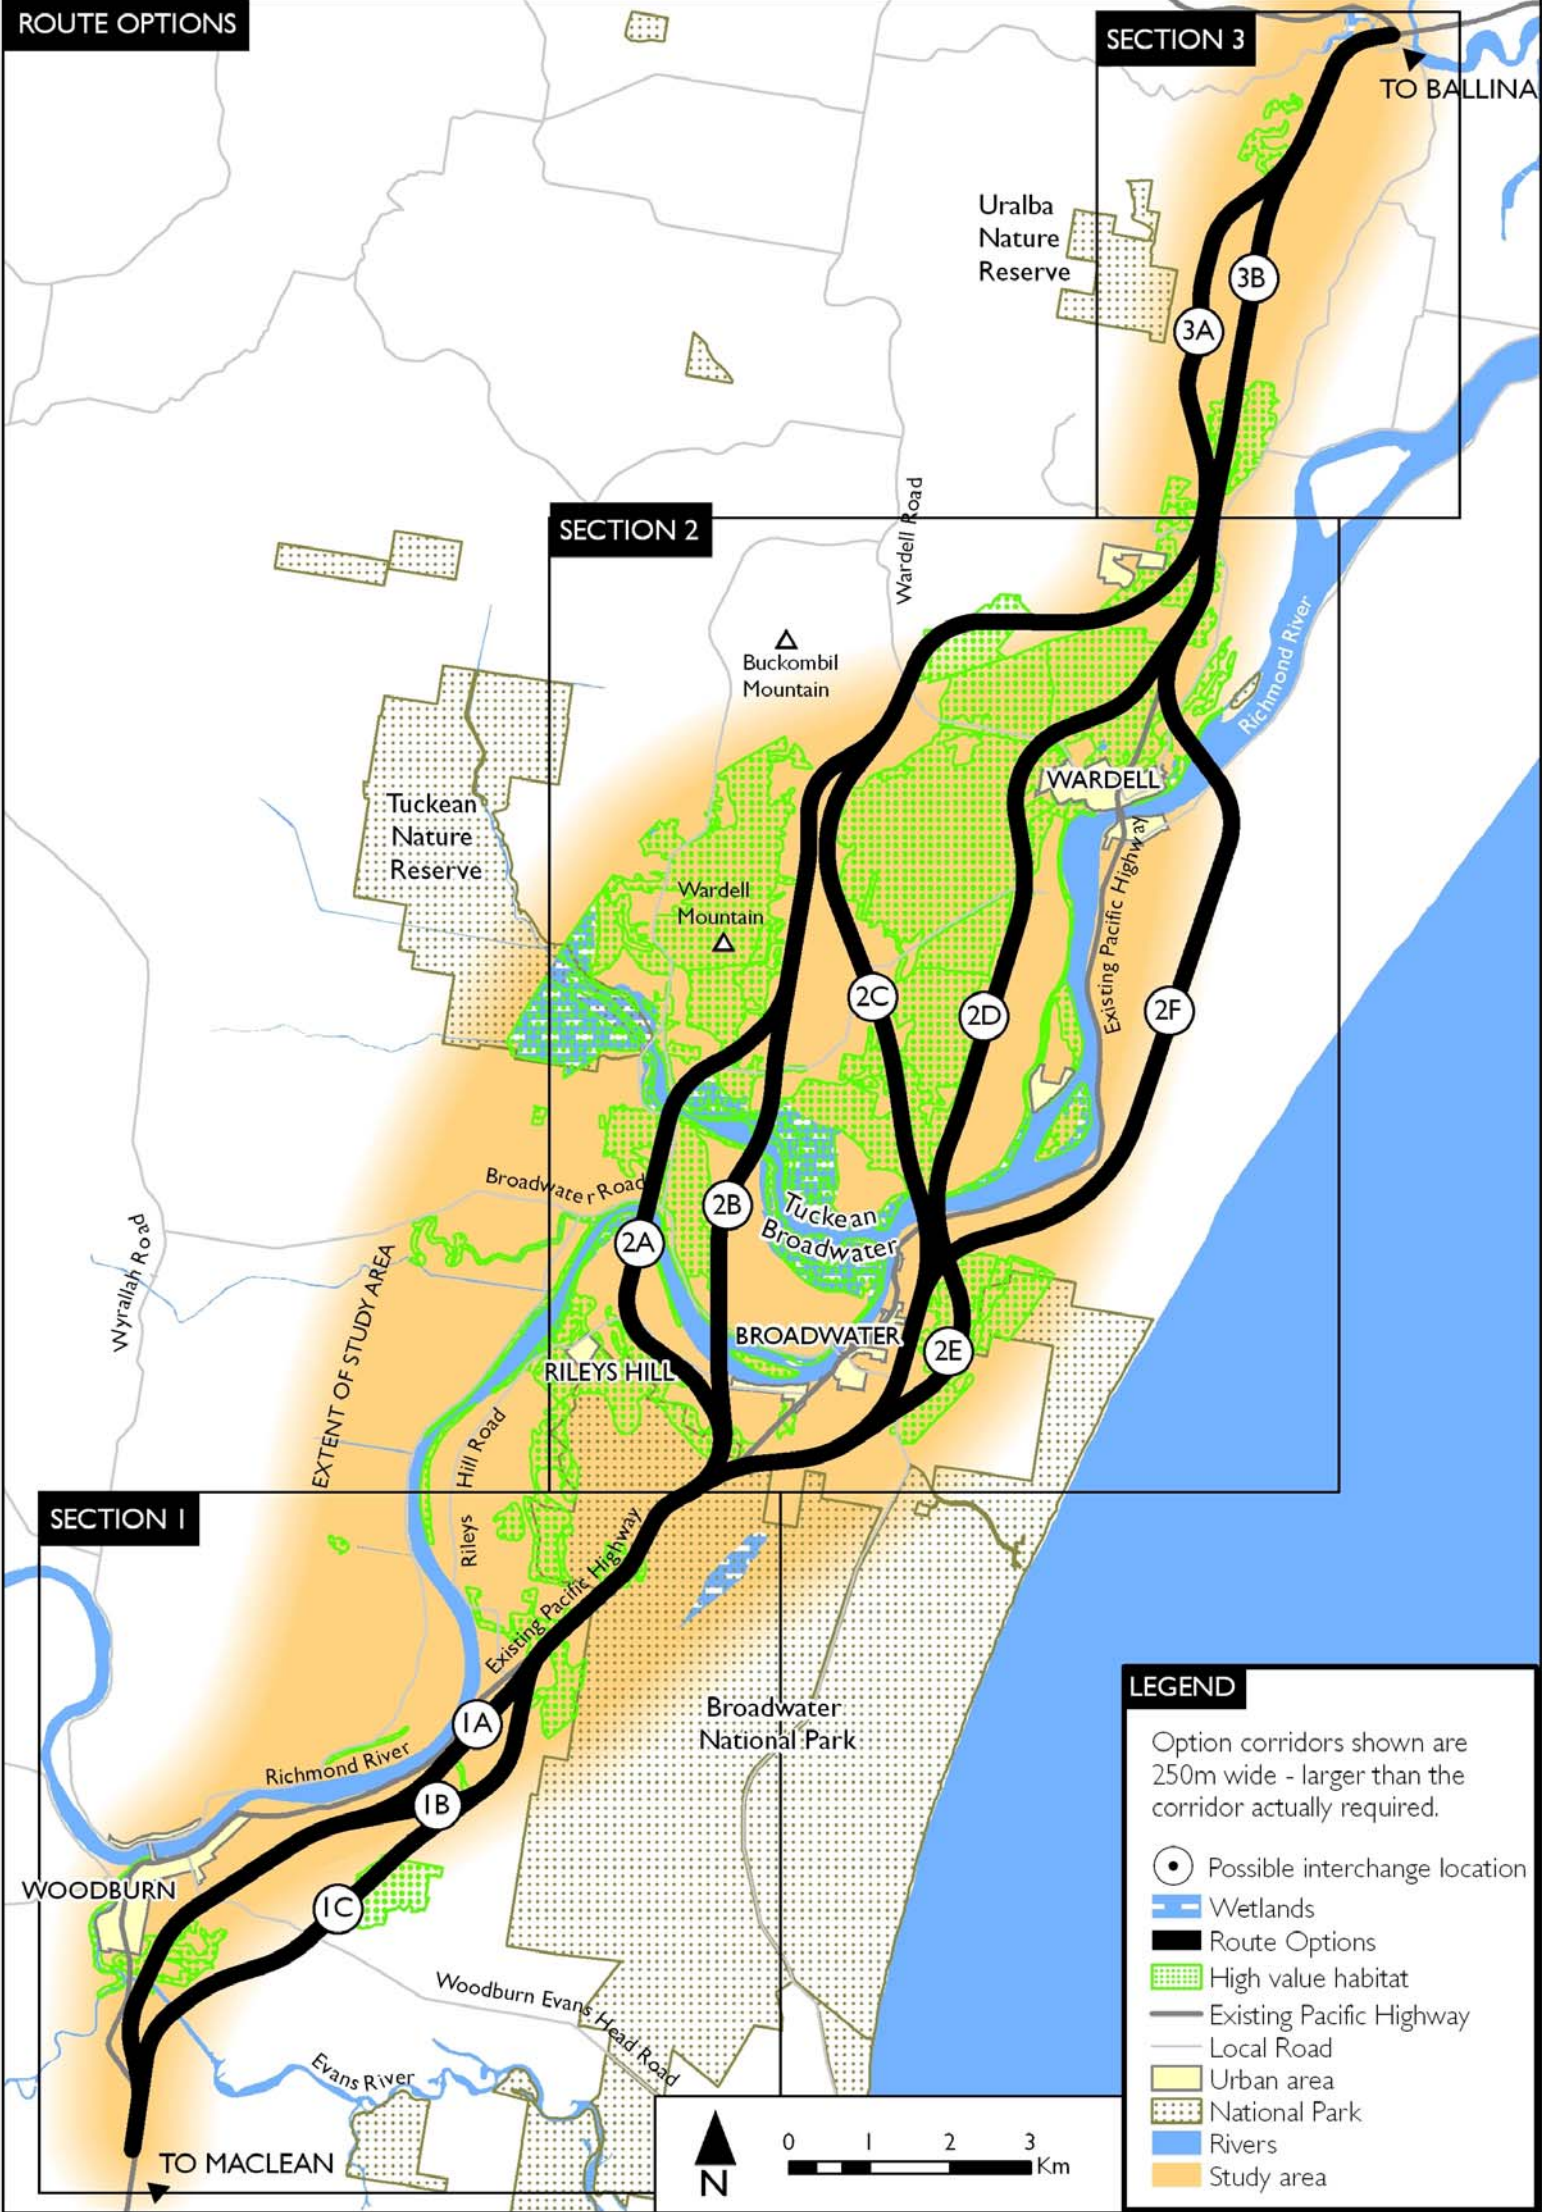 ROUTE OPTIONS
SECTION 3
TO BALLINA
Uralba
Nature
Reserve
3B
3A
SECTION 2
Wardell Road
Richmond River
Buckombil
Mountain
WARDELL
Tuckean
Nature
Reserve
Existing Pacific Highway
Wardell
Mountain
2C
2D
2F
Broadwater Road
2B
Tuckean
Broadwater
2A
Wyrallah Road
EXTENT OF STUDY AREA
BROADWATER
2E
RILEYS HILL
Rileys Hill Road
SECTION 1
Existing Pacific Highway
1A
Broadwater
National Park
Richmond River
1B
WOODBURN
1C
Woodburn Evans Head Road
Evans River
TO MACLEAN
N
0 1 2 3
Km
LEGEND
Option corridors shown are
250m wide - larger than the
corridor actually required.
Possible interchange location
Wetlands
Route Options
High value habitat
Existing Pacific Highway
Local Road
Urban area
National Park
Rivers
Study area